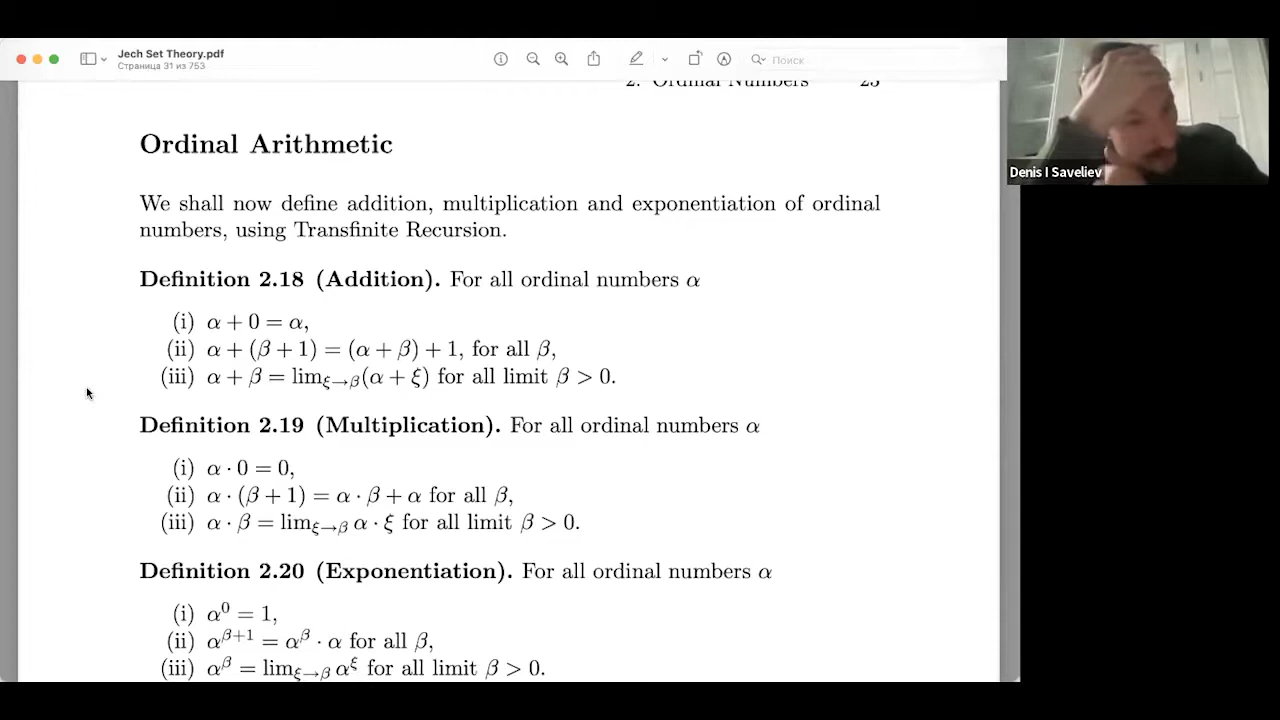 Jech Set Theory.pdf
Страница 31 из 753
Поиск
2. Ordinal Numbers 25
Ordinal Arithmetic
We shall now define addition, multiplication and exponentiation of ordinal
numbers, using Transfinite Recursion.
Definition 2.18 (Addition). For all ordinal numbers α
(i) α + 0 = α,
(ii) α + (β + 1) = (α + β) + 1, for all β,
(iii) α + β = lim_{ξ→β}(α + ξ) for all limit β > 0.
Definition 2.19 (Multiplication). For all ordinal numbers α
(i) α · 0 = 0,
(ii) α · (β + 1) = α · β + α for all β,
(iii) α · β = lim_{ξ→β} α · ξ for all limit β > 0.
Definition 2.20 (Exponentiation). For all ordinal numbers α
(i) α^0 = 1,
(ii) α^{β+1} = α^β · α for all β,
(iii) α^β = lim_{ξ→β} α^ξ for all limit β > 0.
Denis I Saveliev